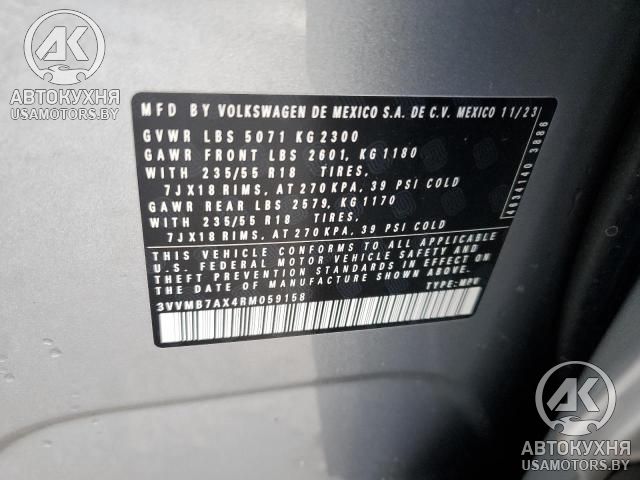 AK
АВТОКУХНЯ
USAMOTORS.BY
MFD BY VOLKSWAGEN DE MEXICO S.A. DE C.V. MEXICO 11/23
GVWR LBS 5071 KG 2300
GAWR FRONT LBS 2601, KG 1180
WITH 235/55 R18 TIRES,
7JX18 RIMS, AT 270 KPA, 39 PSI COLD
GAWR REAR LBS 2579, KG 1170
WITH 235/55 R18 TIRES,
7JX18 RIMS, AT 270 KPA, 39 PSI COLD
THIS VEHICLE CONFORMS TO ALL APPLICABLE
U.S. FEDERAL MOTOR VEHICLE SAFETY AND
THEFT PREVENTION STANDARDS IN EFFECT ON
THE DATE OF MANUFACTURE SHOWN ABOVE.
3VVMB7AX4RM059158 TYPE: MPV
4634140 3886
AK
АВТОКУХНЯ
USAMOTORS.BY